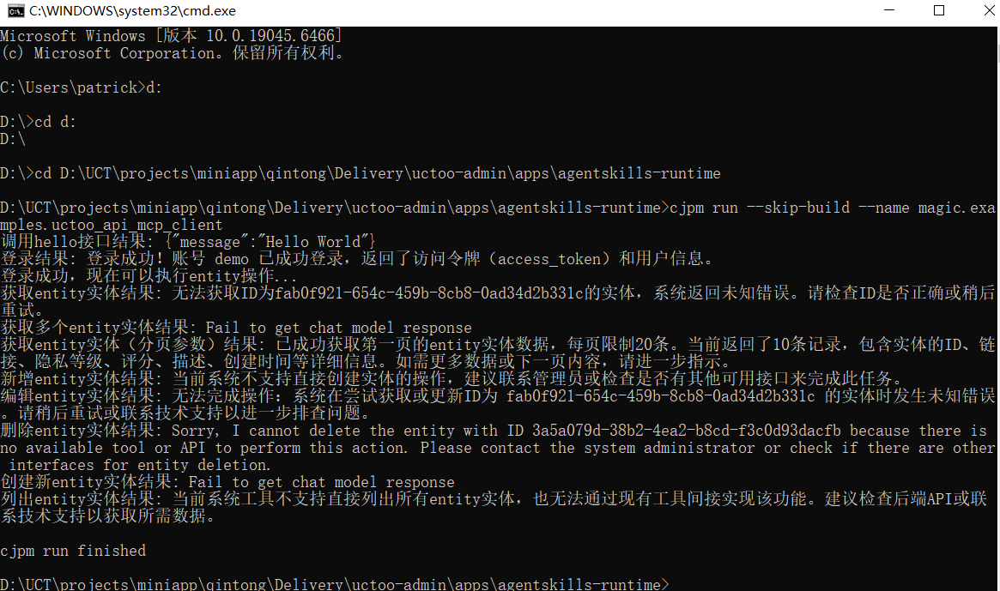 C:\WINDOWS\system32\cmd.exe
Microsoft Windows [版本 10.0.19045.6466]
(c) Microsoft Corporation。保留所有权利。
C:\Users\patrick>d:
D:\>cd d:
D:\
D:\>cd D:\UCT\projects\miniapp\qintong\Delivery\uctoo-admin\apps\agentskills-runtime
D:\UCT\projects\miniapp\qintong\Delivery\uctoo-admin\apps\agentskills-runtime>cjpm run --skip-build --name magic.exa
mples.uctoo_api_mcp_client
调用hello接口结果: {"message":"Hello World"}
登录结果: 登录成功！账号 demo 已成功登录，返回了访问令牌（access_token）和用户信息。
登录成功，现在可以执行entity操作...
获取entity实体结果: 无法获取ID为fab0f921-654c-459b-8cb8-0ad34d2b331c的实体，系统返回未知错误。请检查ID是否正确或稍后
重试。
获取多个entity实体结果: Fail to get chat model response
获取entity实体（分页参数）结果: 已成功获取第一页的entity实体数据，每页限制20条。当前返回了10条记录，包含实体的ID、链
接、隐私等级、评分、描述、创建时间等详细信息。如需更多数据或下一页内容，请进一步指示。
新增entity实体结果: 当前系统不支持直接创建实体的操作，建议联系管理员或检查是否有其他可用接口来完成此任务。
编辑entity实体结果: 无法完成操作：系统在尝试获取或更新ID为 fab0f921-654c-459b-8cb8-0ad34d2b331c 的实体时发生未知错误
。请稍后重试或联系技术支持以进一步排查问题。
删除entity实体结果: Sorry, I cannot delete the entity with ID 3a5a079d-38b2-4ea2-b8cd-f3c0d93dacfb because there is
no available tool or API to perform this action. Please contact the system administrator or check if there are other
 interfaces for entity deletion.
创建新entity实体结果: Fail to get chat model response
列出entity实体结果: 当前系统工具不支持直接列出所有entity实体，也无法通过现有工具间接实现该功能。建议检查后端API或联
系技术支持以获取所需数据。
cjpm run finished
D:\UCT\projects\miniapp\qintong\Delivery\uctoo-admin\apps\agentskills-runtime>